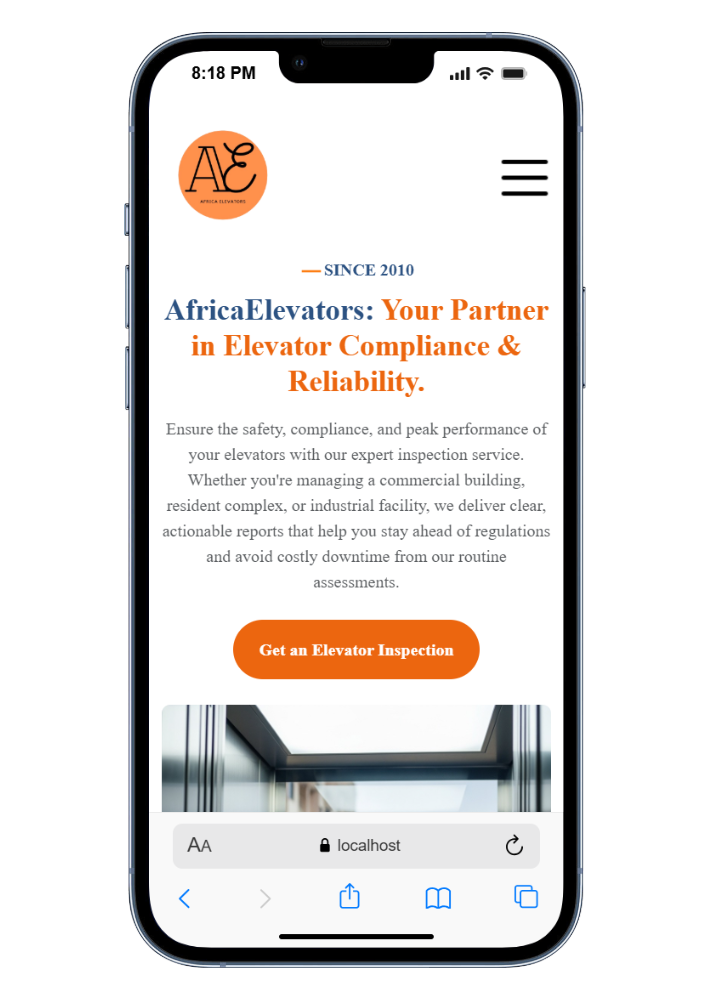 8:18 PM
AE
AFRICA ELEVATORS
SINCE 2010
AfricaElevators: Your Partner
in Elevator Compliance &
Reliability.
Ensure the safety, compliance, and peak performance of
your elevators with our expert inspection service.
Whether you're managing a commercial building,
resident complex, or industrial facility, we deliver clear,
actionable reports that help you stay ahead of regulations
and avoid costly downtime from our routine
assessments.
Get an Elevator Inspection
AA
localhost